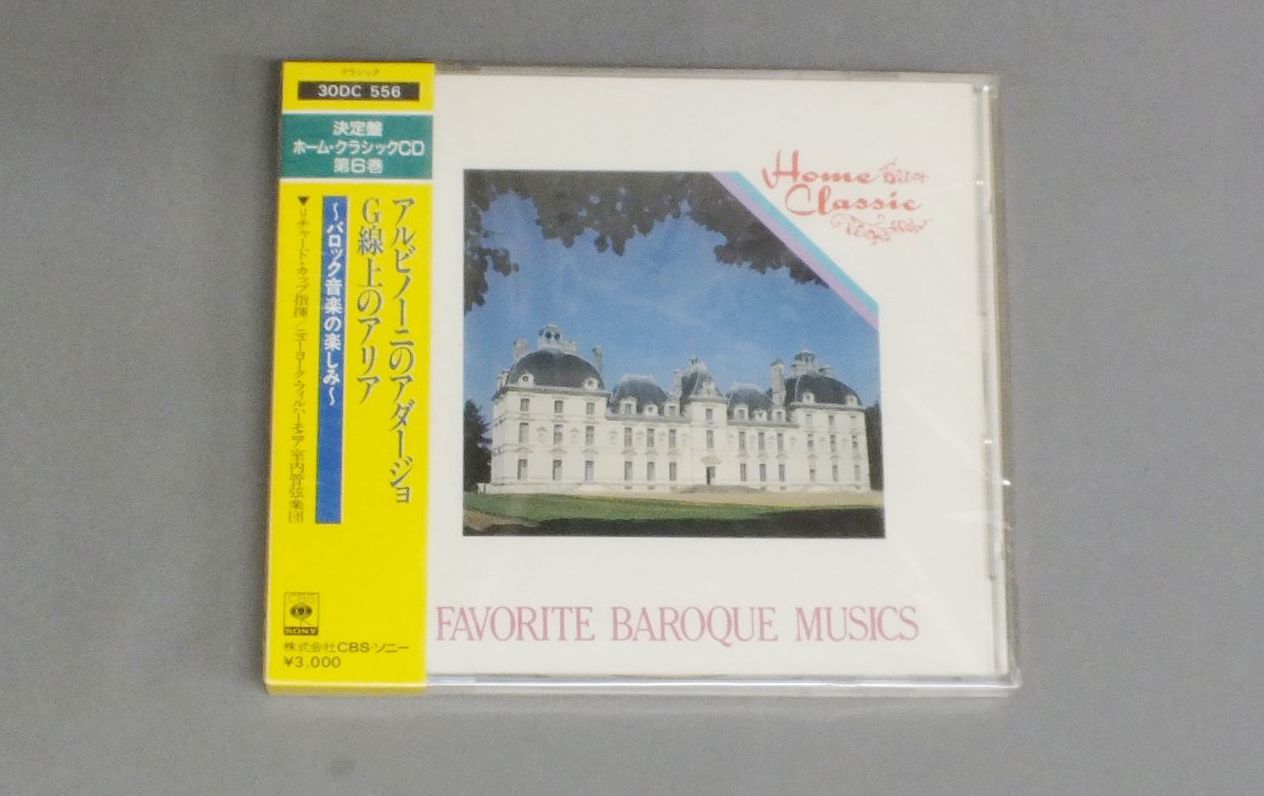 クラシック
30DC 556
決定盤
ホーム・クラシックCD
第6巻
アルビノーニのアダージョ
G線上のアリア
〜バロック音楽の楽しみ〜
▼リチャード・カップ指揮/ニューヨーク・フィルハーモニア室内管弦楽団
CBS
SONY
株式会社CBS・ソニー
¥3,000
Home
Classic
FAVORITE BAROQUE MUSICS